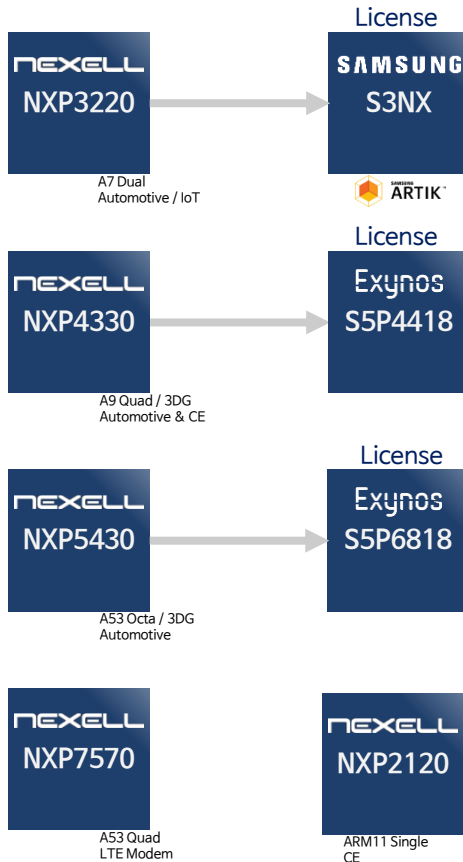 License
NEXELL
NXP3220
SAMSUNG
S3NX
A7 Dual
Automotive / IoT
SAMSUNG
ARTIK™
License
NEXELL
NXP4330
Exynos
S5P4418
A9 Quad / 3DG
Automotive & CE
License
NEXELL
NXP5430
Exynos
S5P6818
A53 Octa / 3DG
Automotive
NEXELL
NXP7570
NEXELL
NXP2120
A53 Quad
LTE Modem
ARM11 Single
CE